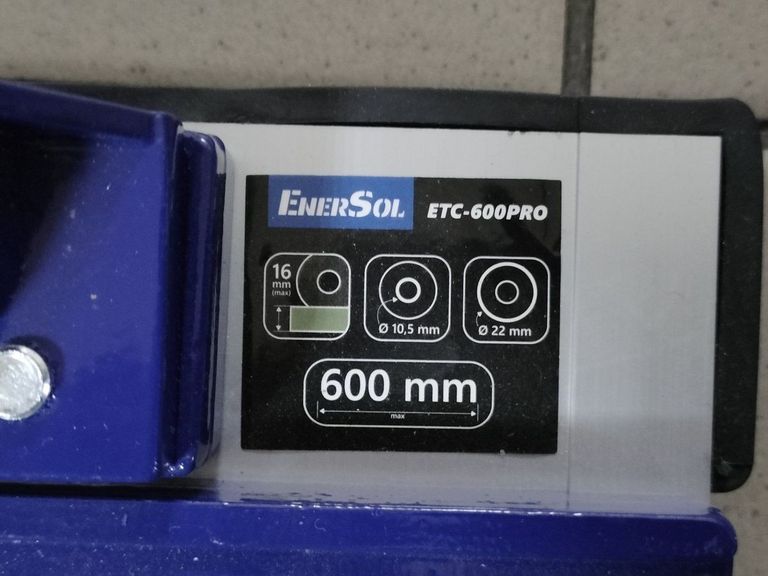 ENERSOL ETC-600PRO
16
mm
(max)
Ø 10,5 mm
Ø 22 mm
600 mm
max